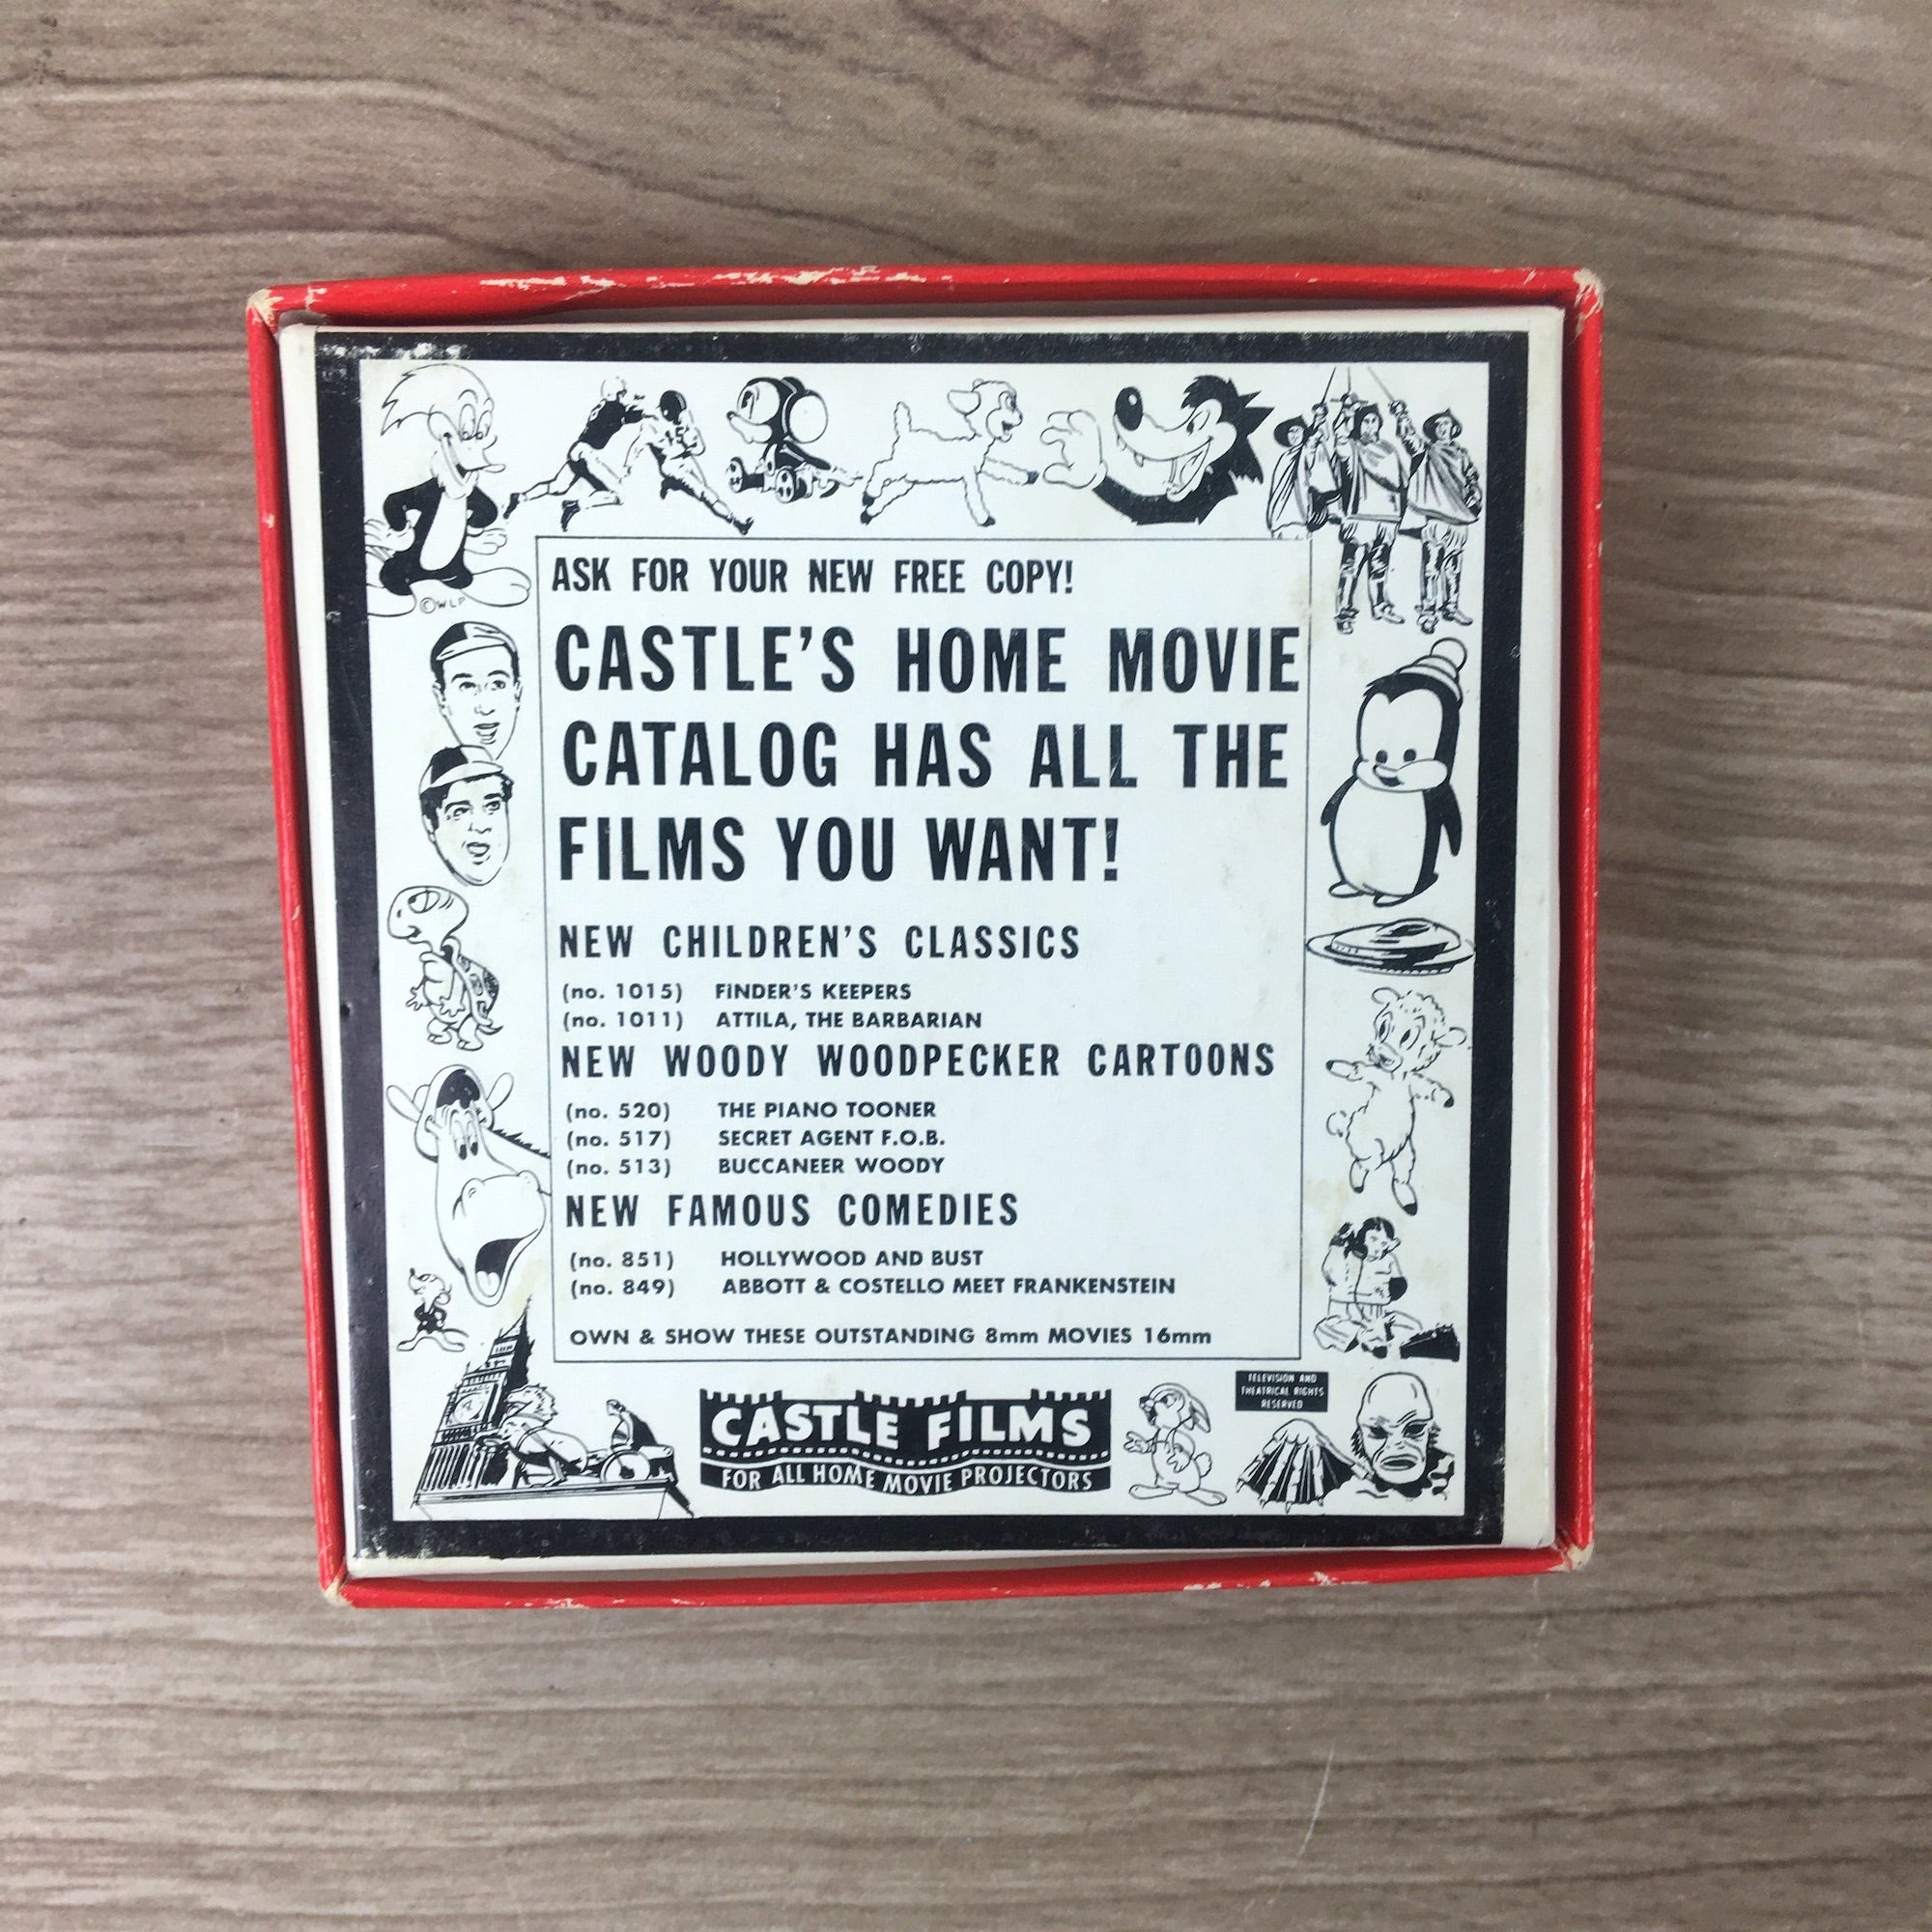 ©WLP
ASK FOR YOUR NEW FREE COPY!
CASTLE'S HOME MOVIE
CATALOG HAS ALL THE
FILMS YOU WANT!
NEW CHILDREN'S CLASSICS
(no. 1015) FINDER'S KEEPERS
(no. 1011) ATTILA, THE BARBARIAN
NEW WOODY WOODPECKER CARTOONS
(no. 520) THE PIANO TOONER
(no. 517) SECRET AGENT F.O.B.
(no. 513) BUCCANEER WOODY
NEW FAMOUS COMEDIES
(no. 851) HOLLYWOOD AND BUST
(no. 849) ABBOTT & COSTELLO MEET FRANKENSTEIN
OWN & SHOW THESE OUTSTANDING 8mm MOVIES 16mm
TELEVISION AND
THEATRICAL RIGHTS
RESERVED
CASTLE FILMS
FOR ALL HOME MOVIE PROJECTORS